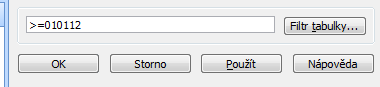 >=010112 Filtr tabulky...
OK Storno Použít Nápověda